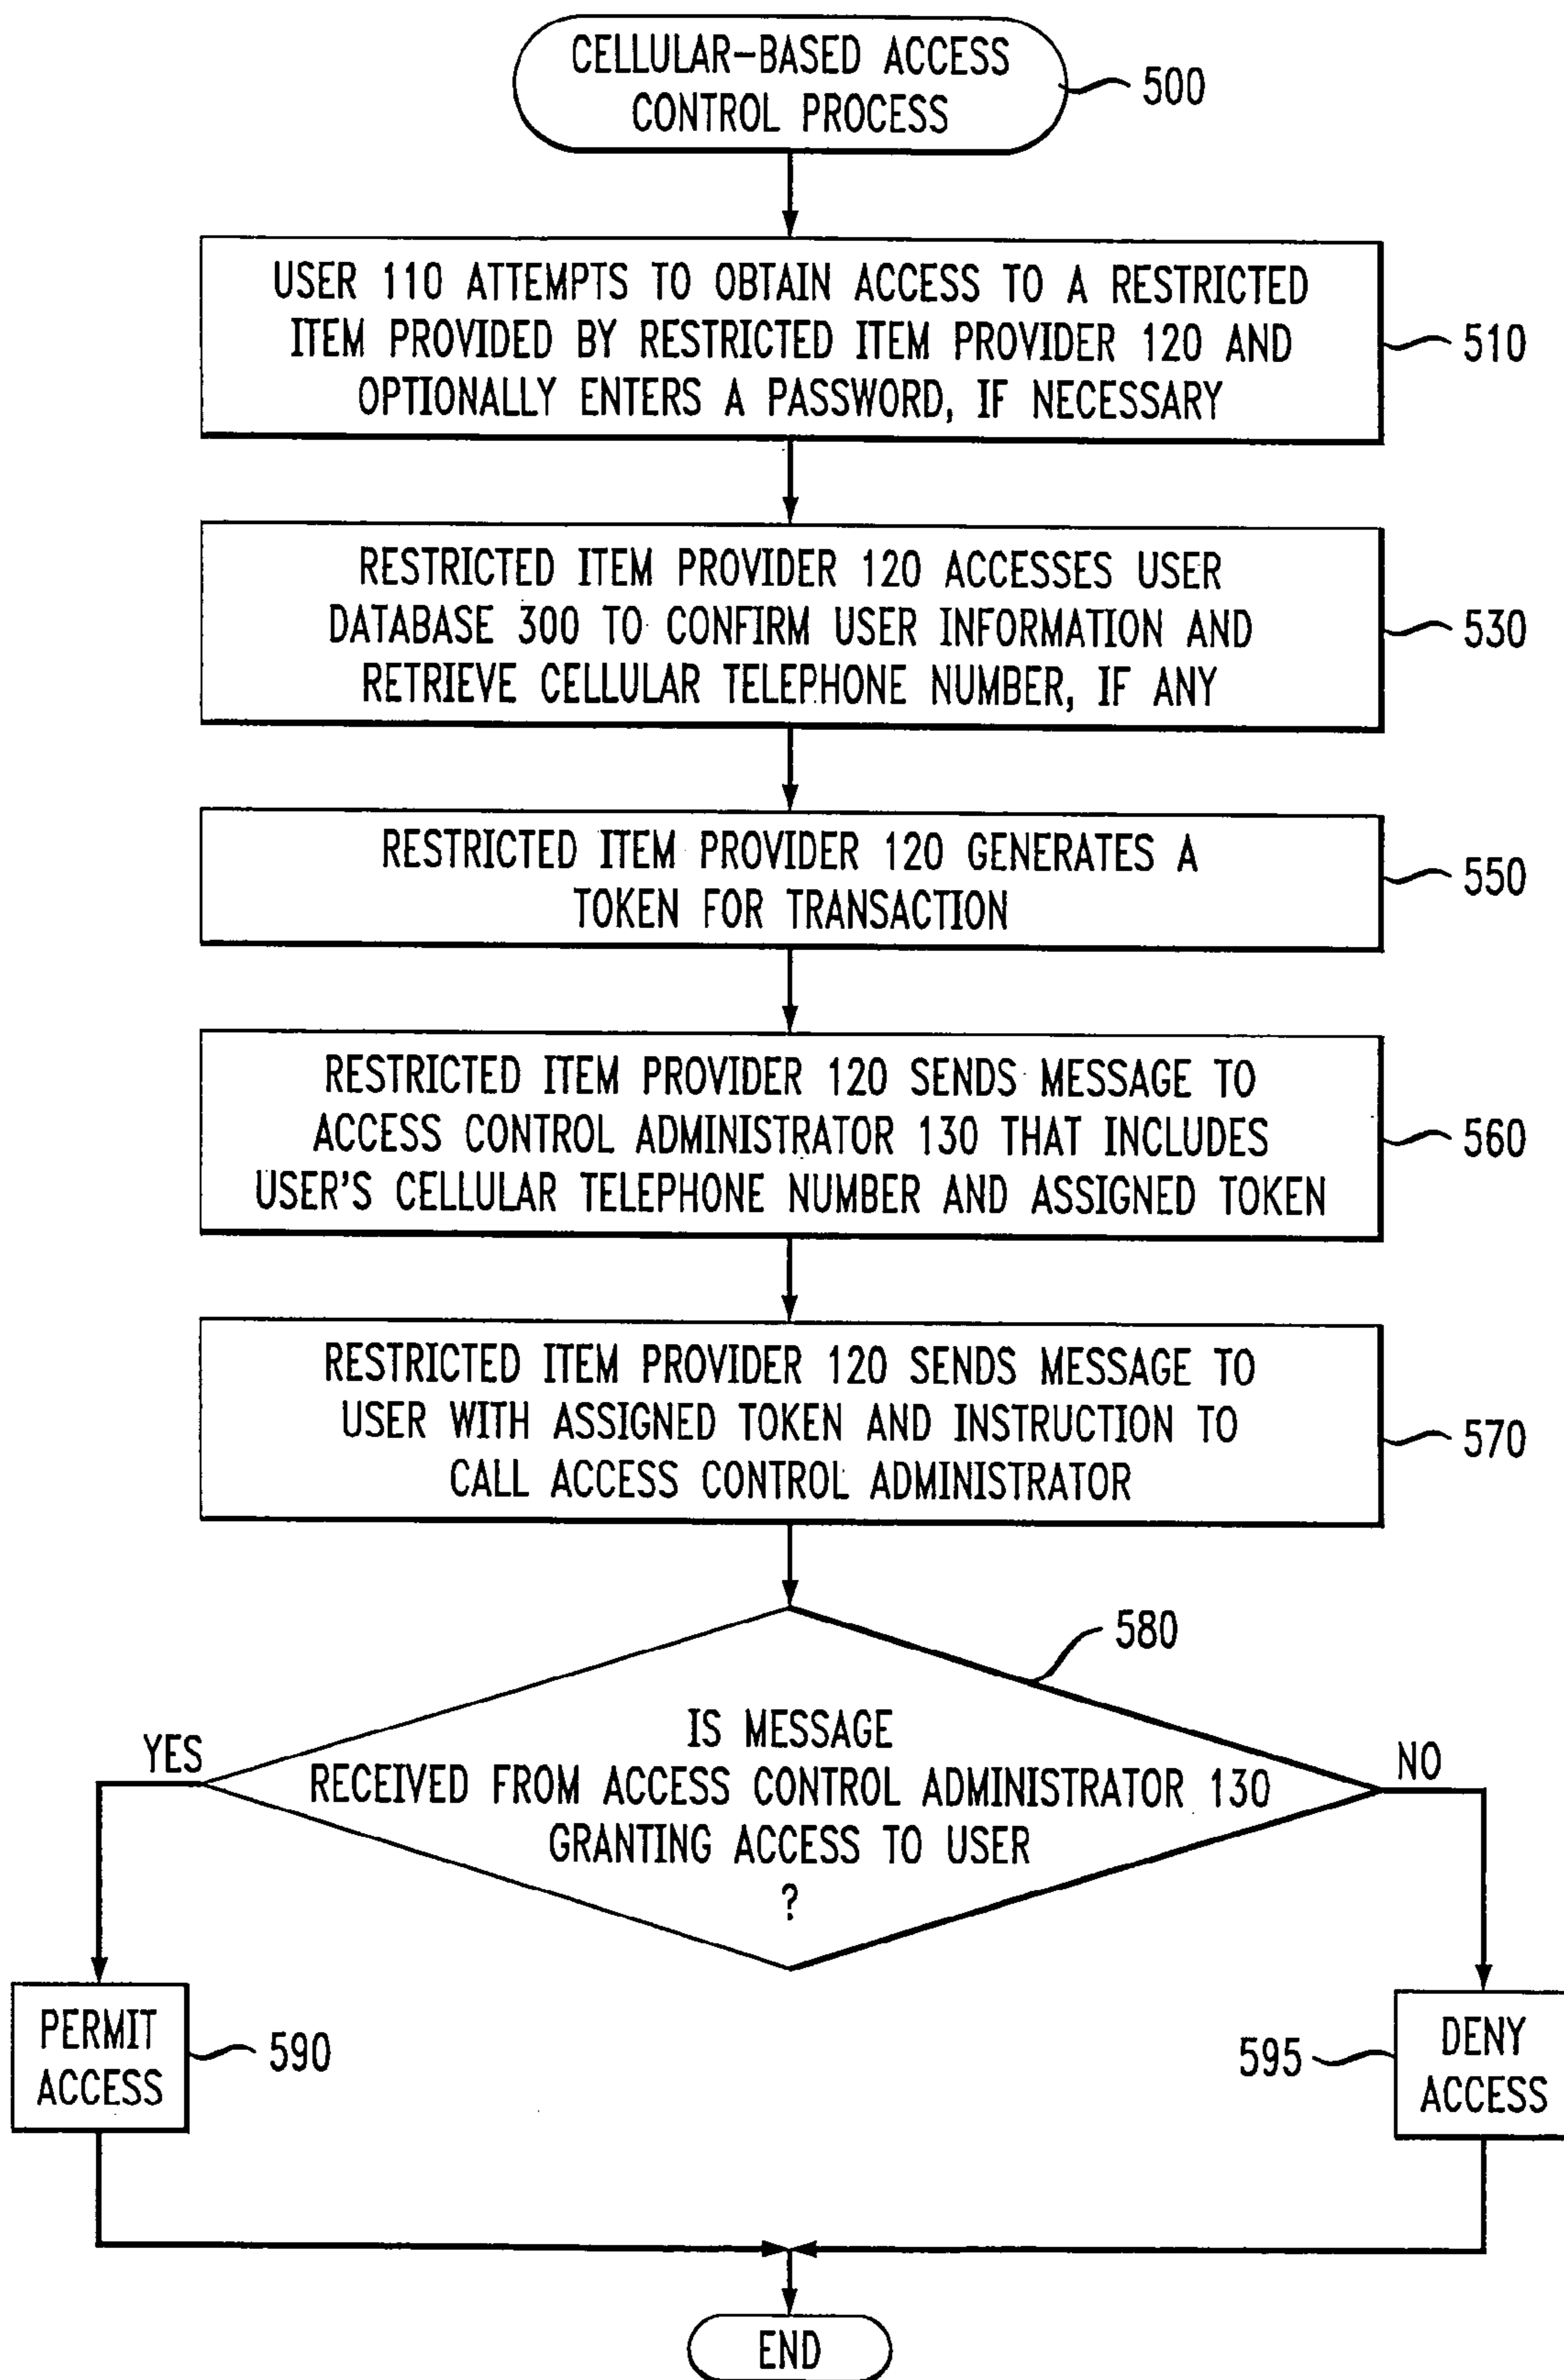 CELLULAR-BASED ACCESS
CONTROL PROCESS
500
USER 110 ATTEMPTS TO OBTAIN ACCESS TO A RESTRICTED
ITEM PROVIDED BY RESTRICTED ITEM PROVIDER 120 AND
OPTIONALLY ENTERS A PASSWORD, IF NECESSARY
510
RESTRICTED ITEM PROVIDER 120 ACCESSES USER
DATABASE 300 TO CONFIRM USER INFORMATION AND
RETRIEVE CELLULAR TELEPHONE NUMBER, IF ANY
530
RESTRICTED ITEM PROVIDER 120 GENERATES A
TOKEN FOR TRANSACTION
550
RESTRICTED ITEM PROVIDER 120 SENDS MESSAGE TO
ACCESS CONTROL ADMINISTRATOR 130 THAT INCLUDES
USER'S CELLULAR TELEPHONE NUMBER AND ASSIGNED TOKEN
560
RESTRICTED ITEM PROVIDER 120 SENDS MESSAGE TO
USER WITH ASSIGNED TOKEN AND INSTRUCTION TO
CALL ACCESS CONTROL ADMINISTRATOR
570
580
IS MESSAGE
RECEIVED FROM ACCESS CONTROL ADMINISTRATOR 130
GRANTING ACCESS TO USER
?
YES
NO
PERMIT
ACCESS
590
595
DENY
ACCESS
END